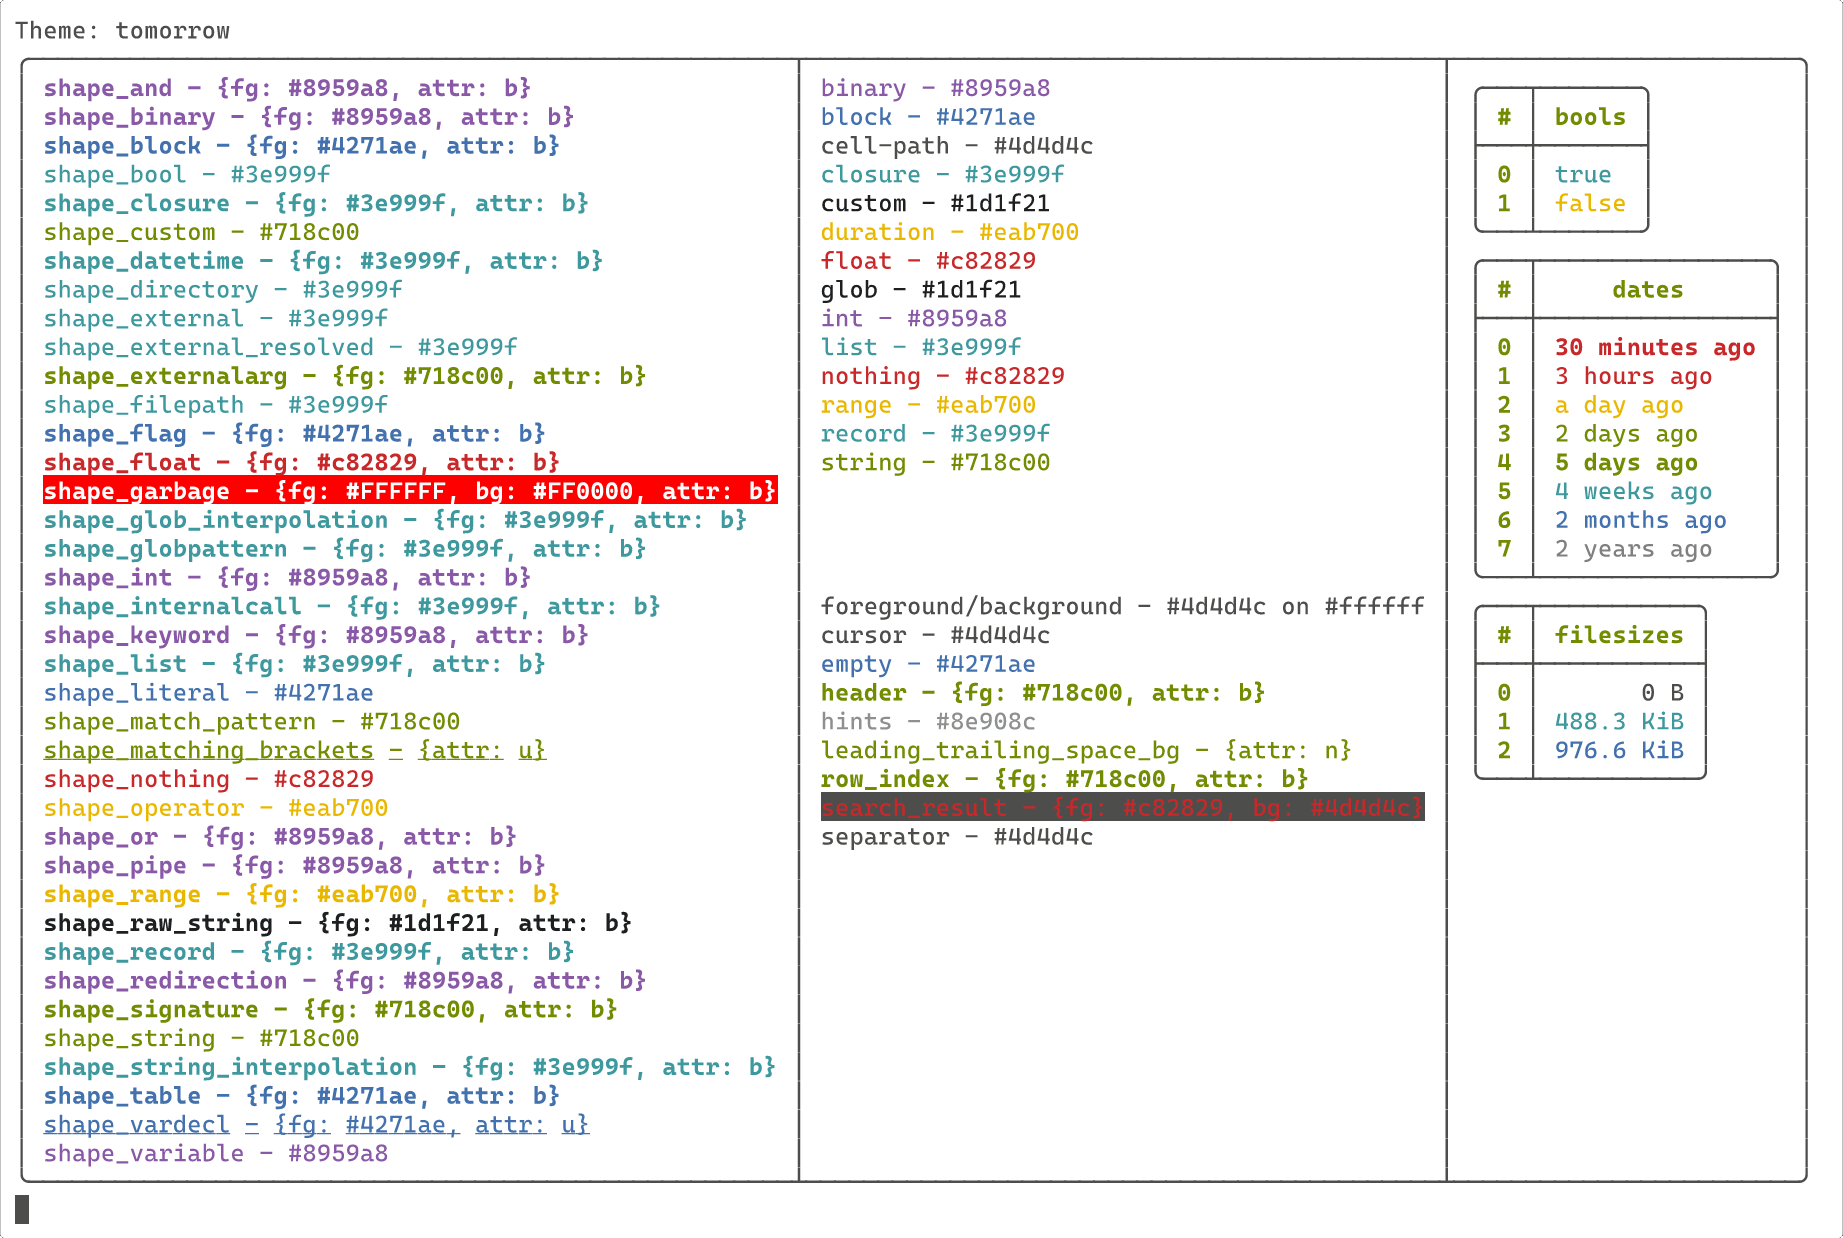 Theme: tomorrow
shape_and - {fg: #8959a8, attr: b}
shape_binary - {fg: #8959a8, attr: b}
shape_block - {fg: #4271ae, attr: b}
shape_bool - #3e999f
shape_closure - {fg: #3e999f, attr: b}
shape_custom - #718c00
shape_datetime - {fg: #3e999f, attr: b}
shape_directory - #3e999f
shape_external - #3e999f
shape_external_resolved - #3e999f
shape_externalarg - {fg: #718c00, attr: b}
shape_filepath - #3e999f
shape_flag - {fg: #4271ae, attr: b}
shape_float - {fg: #c82829, attr: b}
shape_garbage - {fg: #FFFFFF, bg: #FF0000, attr: b}
shape_glob_interpolation - {fg: #3e999f, attr: b}
shape_globpattern - {fg: #3e999f, attr: b}
shape_int - {fg: #8959a8, attr: b}
shape_internalcall - {fg: #3e999f, attr: b}
shape_keyword - {fg: #8959a8, attr: b}
shape_list - {fg: #3e999f, attr: b}
shape_literal - #4271ae
shape_match_pattern - #718c00
shape_matching_brackets - {attr: u}
shape_nothing - #c82829
shape_operator - #eab700
shape_or - {fg: #8959a8, attr: b}
shape_pipe - {fg: #8959a8, attr: b}
shape_range - {fg: #eab700, attr: b}
shape_raw_string - {fg: #1d1f21, attr: b}
shape_record - {fg: #3e999f, attr: b}
shape_redirection - {fg: #8959a8, attr: b}
shape_signature - {fg: #718c00, attr: b}
shape_string - #718c00
shape_string_interpolation - {fg: #3e999f, attr: b}
shape_table - {fg: #4271ae, attr: b}
shape_vardecl - {fg: #4271ae, attr: u}
shape_variable - #8959a8
binary - #8959a8
block - #4271ae
cell-path - #4d4d4c
closure - #3e999f
custom - #1d1f21
duration - #eab700
float - #c82829
glob - #1d1f21
int - #8959a8
list - #3e999f
nothing - #c82829
range - #eab700
record - #3e999f
string - #718c00
foreground/background - #4d4d4c on #ffffff
cursor - #4d4d4c
empty - #4271ae
header - {fg: #718c00, attr: b}
hints - #8e908c
leading_trailing_space_bg - {attr: n}
row_index - {fg: #718c00, attr: b}
search_result - {fg: #c82829, bg: #4d4d4c}
separator - #4d4d4c
# bools
0 true
1 false
# dates
0 30 minutes ago
1 3 hours ago
2 a day ago
3 2 days ago
4 5 days ago
5 4 weeks ago
6 2 months ago
7 2 years ago
# filesizes
0 0 B
1 488.3 KiB
2 976.6 KiB